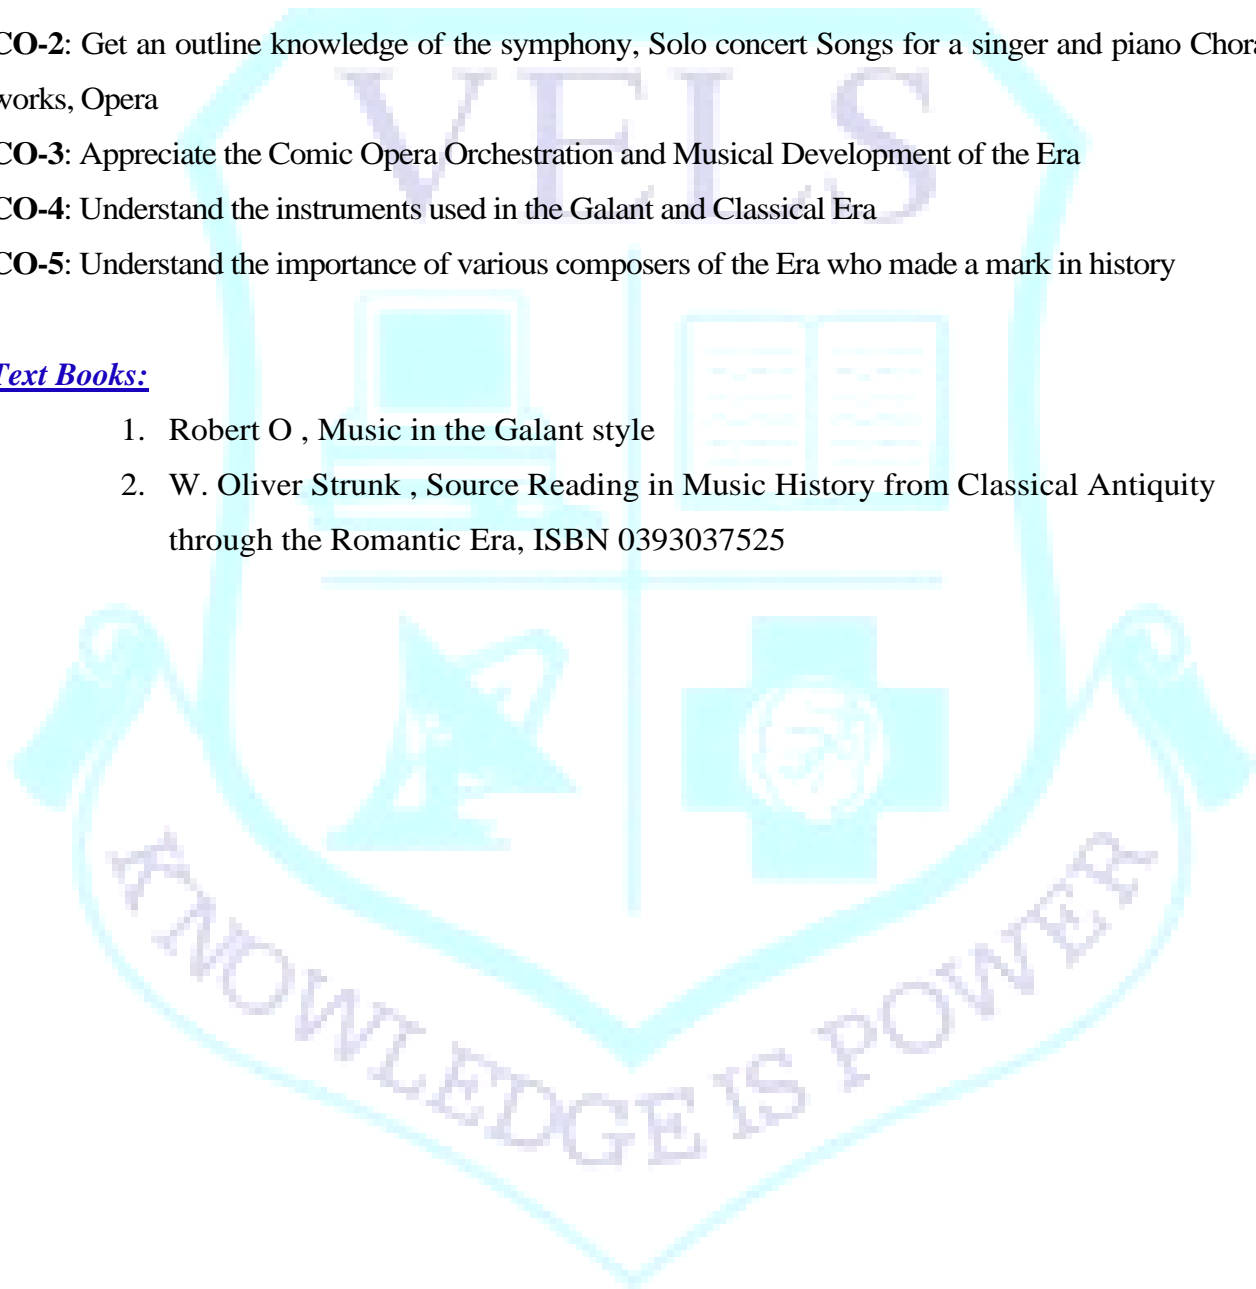 CO-2: Get an outline knowledge of the symphony, Solo concert Songs for a singer and piano Chora
works, Opera
CO-3: Appreciate the Comic Opera Orchestration and Musical Development of the Era
CO-4: Understand the instruments used in the Galant and Classical Era
CO-5: Understand the importance of various composers of the Era who made a mark in history
Text Books:
1. Robert O , Music in the Galant style
2. W. Oliver Strunk , Source Reading in Music History from Classical Antiquity
through the Romantic Era, ISBN 0393037525
VELS
KNOWLEDGE IS POWER